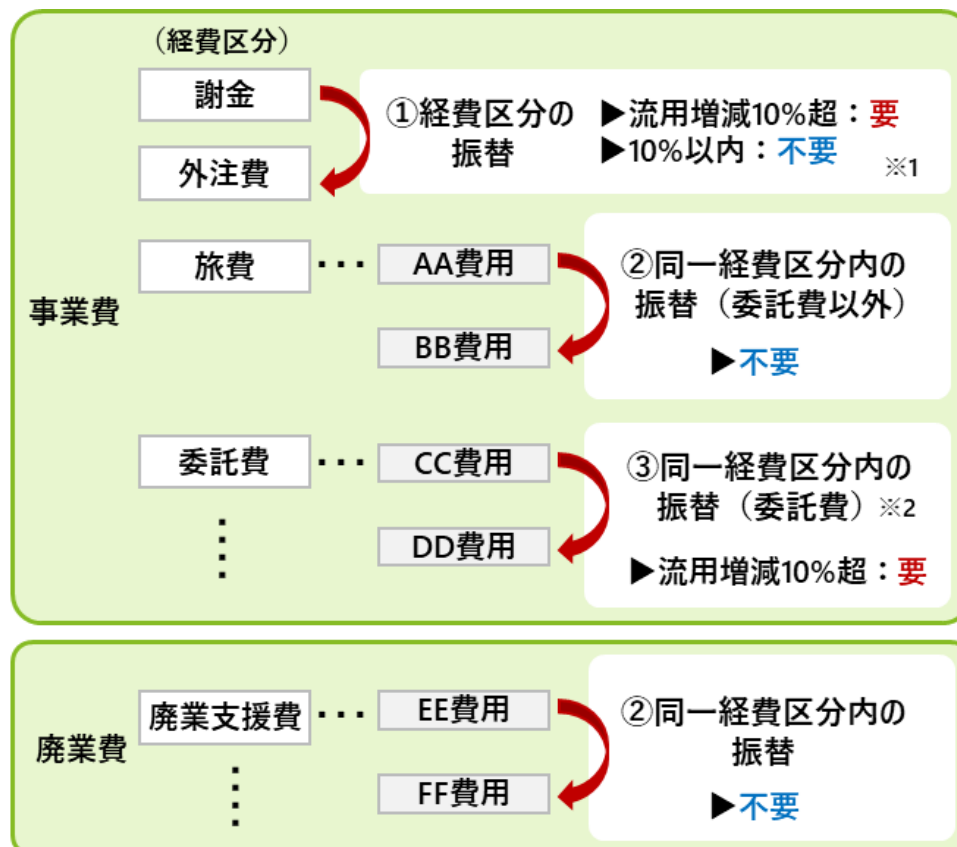 （経費区分）
謝金
①経費区分の
振替
▶流用増減10%超：要
▶10%以内：不要
※1
外注費
事業費
旅費
･･･
AA費用
BB費用
②同一経費区分内の
振替（委託費以外）
▶不要
委託費
･･･
CC費用
DD費用
③同一経費区分内の
振替（委託費）※2
▶流用増減10%超：要
廃業費
廃業支援費
･･･
EE費用
FF費用
②同一経費区分内の
振替
▶不要